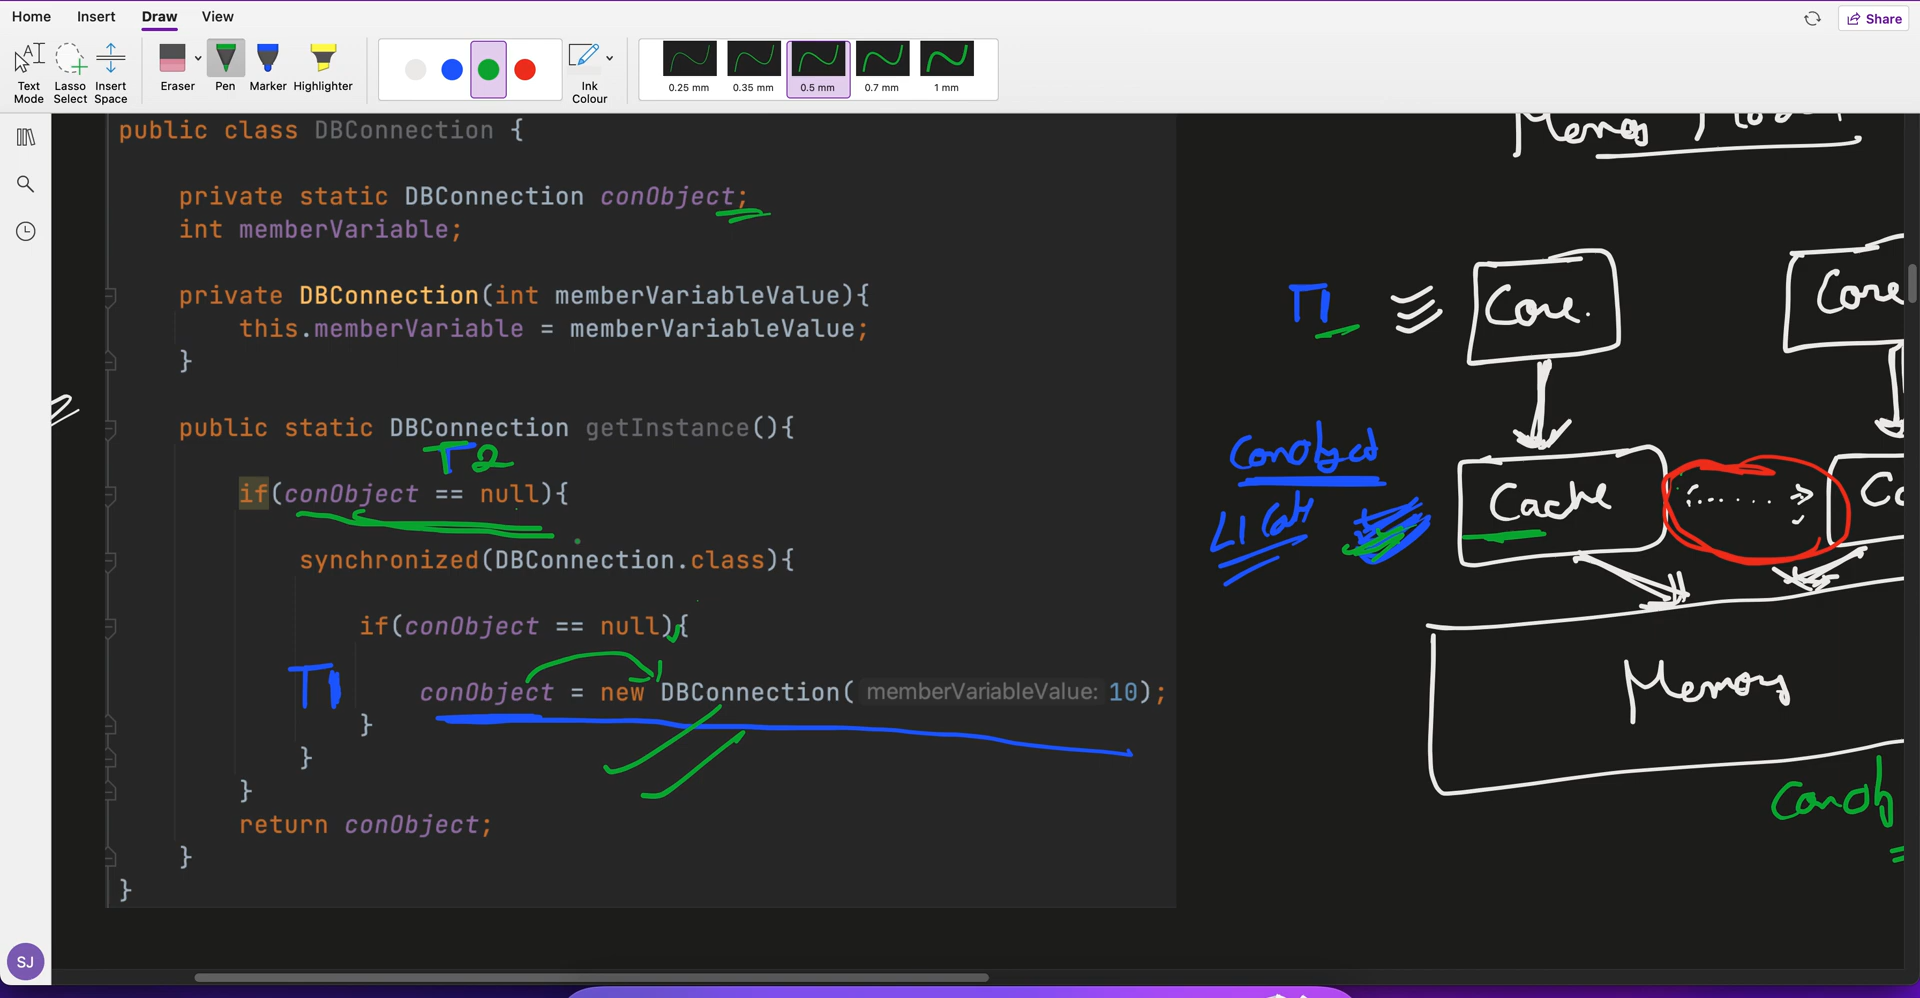 Home Insert Draw View
Share
Text Mode
Lasso Select
Insert Space
Eraser
Pen
Marker
Highlighter
Ink Colour
0.25 mm
0.35 mm
0.5 mm
0.7 mm
1 mm
public class DBConnection {
private static DBConnection conObject;
int memberVariable;
private DBConnection(int memberVariableValue){
this.memberVariable = memberVariableValue;
}
public static DBConnection getInstance(){
T2
if(conObject == null){
synchronized(DBConnection.class){
if(conObject == null){
T1
conObject = new DBConnection( memberVariableValue: 10);
}
}
}
return conObject;
}
}
Memory
T1
Core.
Core
ConObject
L1
Cache
Ca
Memory
Conob
SJ